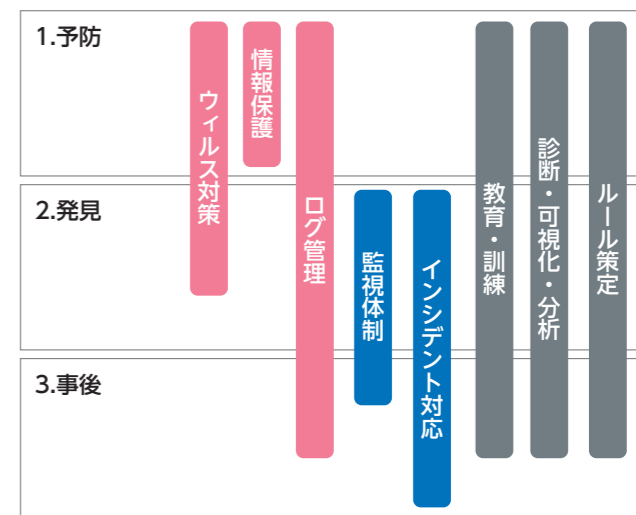 1.予防
2.発見
3.事後
ウィルス対策
情報保護
ログ管理
監視体制
インシデント対応
教育・訓練
診断・可視化・分析
ルール策定